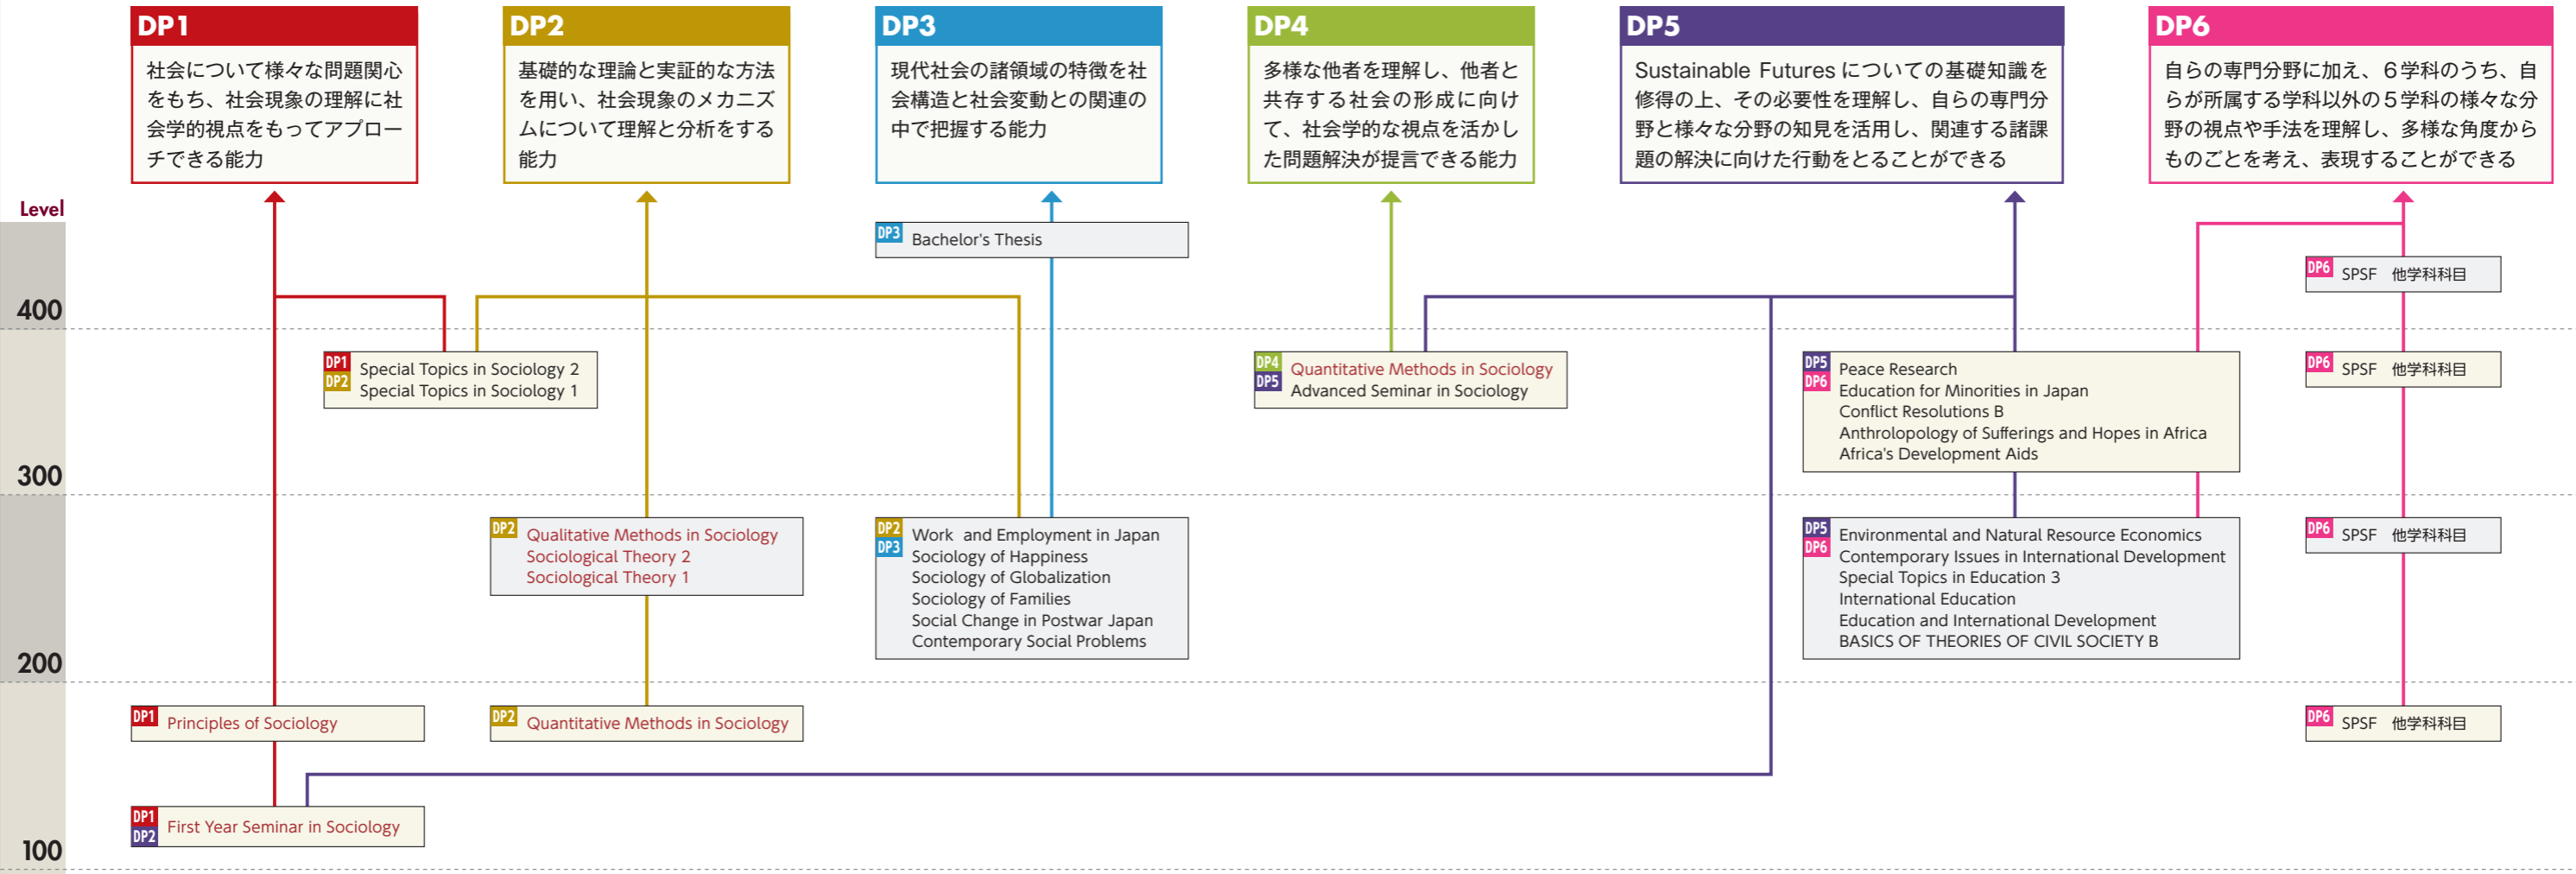 DP1
社会について様々な問題関心
をもち、社会現象の理解に社
会学的視点をもってアプロー
チできる能力
DP2
基礎的な理論と実証的な方法
を用い、社会現象のメカニズ
ムについて理解と分析をする
能力
DP3
現代社会の諸領域の特徴を社
会構造と社会変動との関連の
中で把握する能力
DP4
多様な他者を理解し、他者と
共存する社会の形成に向け
て、社会学的な視点を活かし
た問題解決が提言できる能力
DP5
Sustainable Futures についての基礎知識を
修得の上、その必要性を理解し、自らの専門分
野と様々な分野の知見を活用し、関連する諸課
題の解決に向けた行動をとることができる
DP6
自らの専門分野に加え、６学科のうち、自
らが所属する学科以外の５学科の様々な分
野の視点や手法を理解し、多様な角度から
ものごとを考え、表現することができる
Level
DP3 Bachelor's Thesis
DP6 SPSF　他学科科目
400
DP1
DP2
Special Topics in Sociology 2
Special Topics in Sociology 1
DP4
DP5
Quantitative Methods in Sociology
Advanced Seminar in Sociology
DP5
DP6
Peace Research
Education for Minorities in Japan
Conflict Resolutions B
Anthrolopology of Sufferings and Hopes in Africa
Africa's Development Aids
DP6 SPSF　他学科科目
300
DP2
Qualitative Methods in Sociology
Sociological Theory 2
Sociological Theory 1
DP2
DP3
Work  and Employment in Japan
Sociology of Happiness
Sociology of Globalization
Sociology of Families
Social Change in Postwar Japan
Contemporary Social Problems
DP5
DP6
Environmental and Natural Resource Economics
Contemporary Issues in International Development
Special Topics in Education 3
International Education
Education and International Development
BASICS OF THEORIES OF CIVIL SOCIETY B
DP6 SPSF　他学科科目
200
DP1 Principles of Sociology
DP2 Quantitative Methods in Sociology
DP6 SPSF　他学科科目
DP1
DP2
First Year Seminar in Sociology
100